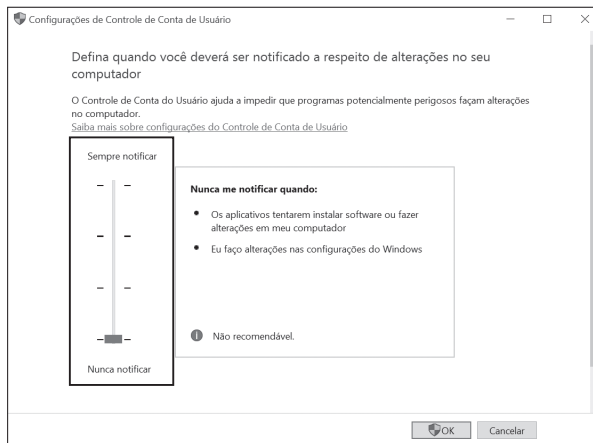 Configurações de Controle de Conta de Usuário
Defina quando você deverá ser notificado a respeito de alterações no seu
computador
O Controle de Conta do Usuário ajuda a impedir que programas potencialmente perigosos façam alterações
no computador.
Saiba mais sobre configurações do Controle de Conta de Usuário
Sempre notificar
Nunca me notificar quando:
• Os aplicativos tentarem instalar software ou fazer
alterações em meu computador
• Eu faço alterações nas configurações do Windows
Não recomendável.
Nunca notificar
OK
Cancelar